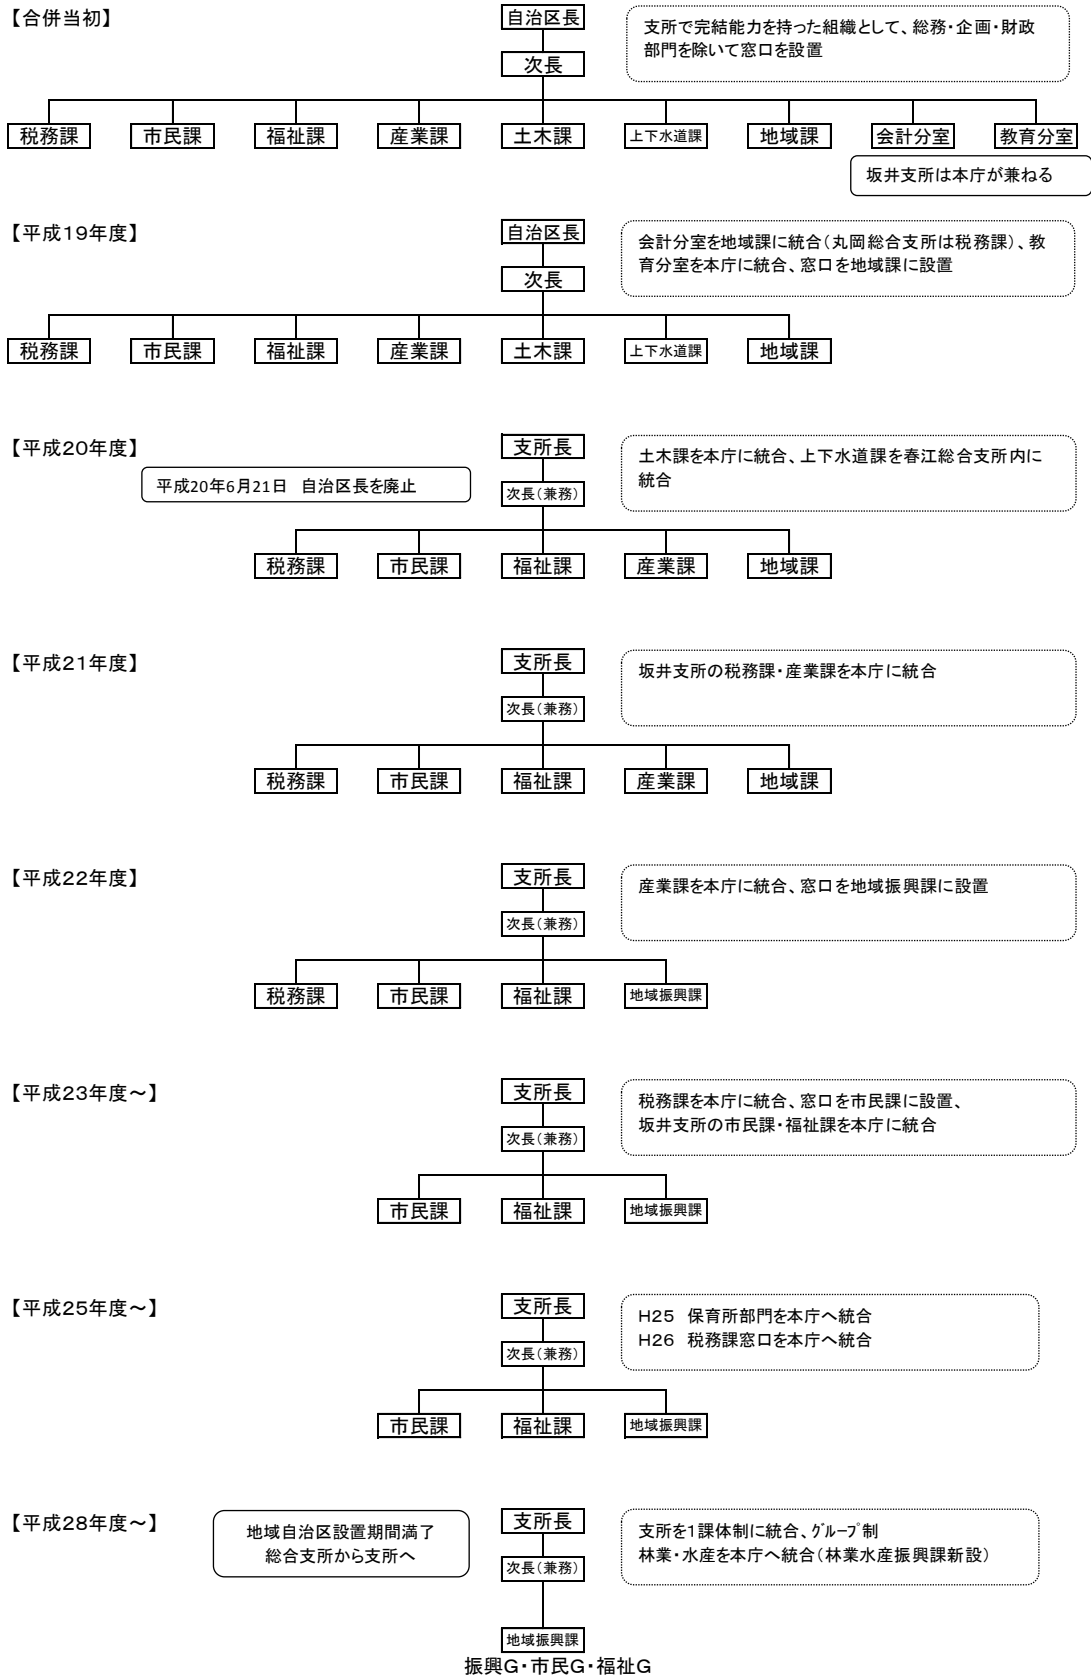 【合併当初】
自治区長
支所で完結能力を持った組織として、総務・企画・財政
部門を除いて窓口を設置
次長
税務課 市民課 福祉課 産業課 土木課 上下水道課 地域課 会計分室 教育分室
坂井支所は本庁が兼ねる
【平成19年度】
自治区長
会計分室を地域課に統合(丸岡総合支所は税務課)、教
育分室を本庁に統合、窓口を地域課に設置
次長
税務課 市民課 福祉課 産業課 土木課 上下水道課 地域課
【平成20年度】
支所長
土木課を本庁に統合、上下水道課を春江総合支所内に
統合
平成20年6月21日 自治区長を廃止
次長(兼務)
税務課 市民課 福祉課 産業課 地域課
【平成21年度】
支所長
坂井支所の税務課・産業課を本庁に統合
次長(兼務)
税務課 市民課 福祉課 産業課 地域課
【平成22年度】
支所長
産業課を本庁に統合、窓口を地域振興課に設置
次長(兼務)
税務課 市民課 福祉課 地域振興課
【平成23年度~】
支所長
税務課を本庁に統合、窓口を市民課に設置、
坂井支所の市民課・福祉課を本庁に統合
次長(兼務)
市民課 福祉課 地域振興課
【平成25年度~】
支所長
H25 保育所部門を本庁へ統合
H26 税務課窓口を本庁へ統合
次長(兼務)
市民課 福祉課 地域振興課
【平成28年度~】
地域自治区設置期間満了
総合支所から支所へ
支所長
支所を1課体制に統合、グループ制
林業・水産を本庁へ統合(林業水産振興課新設)
次長(兼務)
地域振興課
振興G・市民G・福祉G